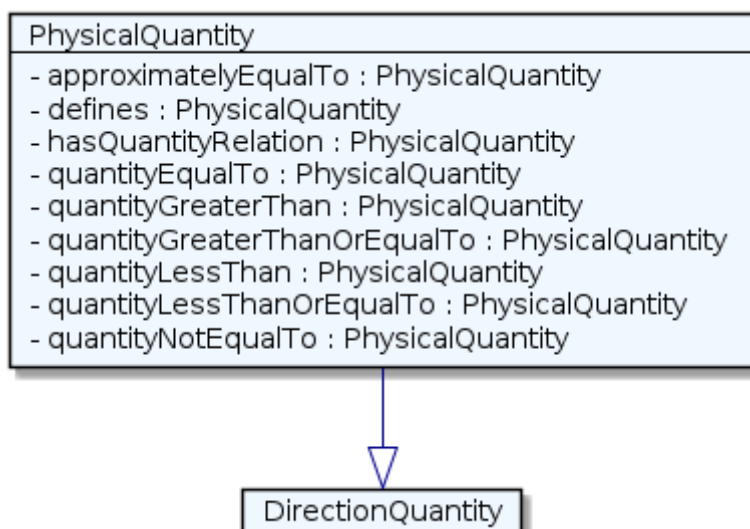 PhysicalQuantity
- approximatelyEqualTo : PhysicalQuantity
- defines : PhysicalQuantity
- hasQuantityRelation : PhysicalQuantity
- quantityEqualTo : PhysicalQuantity
- quantityGreaterThan : PhysicalQuantity
- quantityGreaterThanOrEqualTo : PhysicalQuantity
- quantityLessThan : PhysicalQuantity
- quantityLessThanOrEqualTo : PhysicalQuantity
- quantityNotEqualTo : PhysicalQuantity
DirectionQuantity